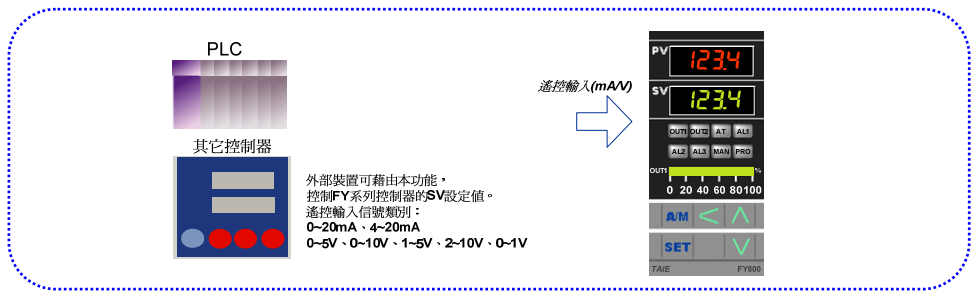 PLC
其它控制器
外部裝置可藉由本功能，
控制FY系列控制器的SV設定值。
遙控輸入信號類別：
0~20mA、4~20mA
0~5V、0~10V、1~5V、2~10V、0~1V
遙控輸入(mA/V)
PV 123.4
SV 123.4
OUT1 OUT2 AT AL1
AL2 AL3 MAN PRO
OUT1 %
0 20 40 60 80 100
A/M < ∧
SET ∨
TAIE FY800